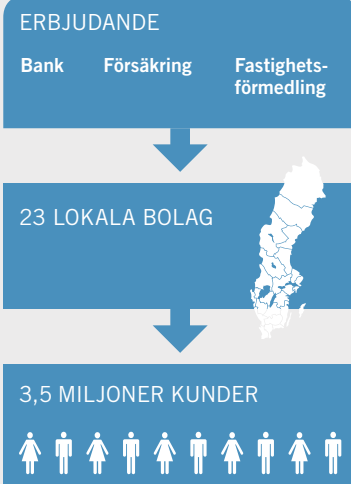 ERBJUDANDE
Bank Försäkring Fastighets-
förmedling
23 LOKALA BOLAG
3,5 MILJONER KUNDER